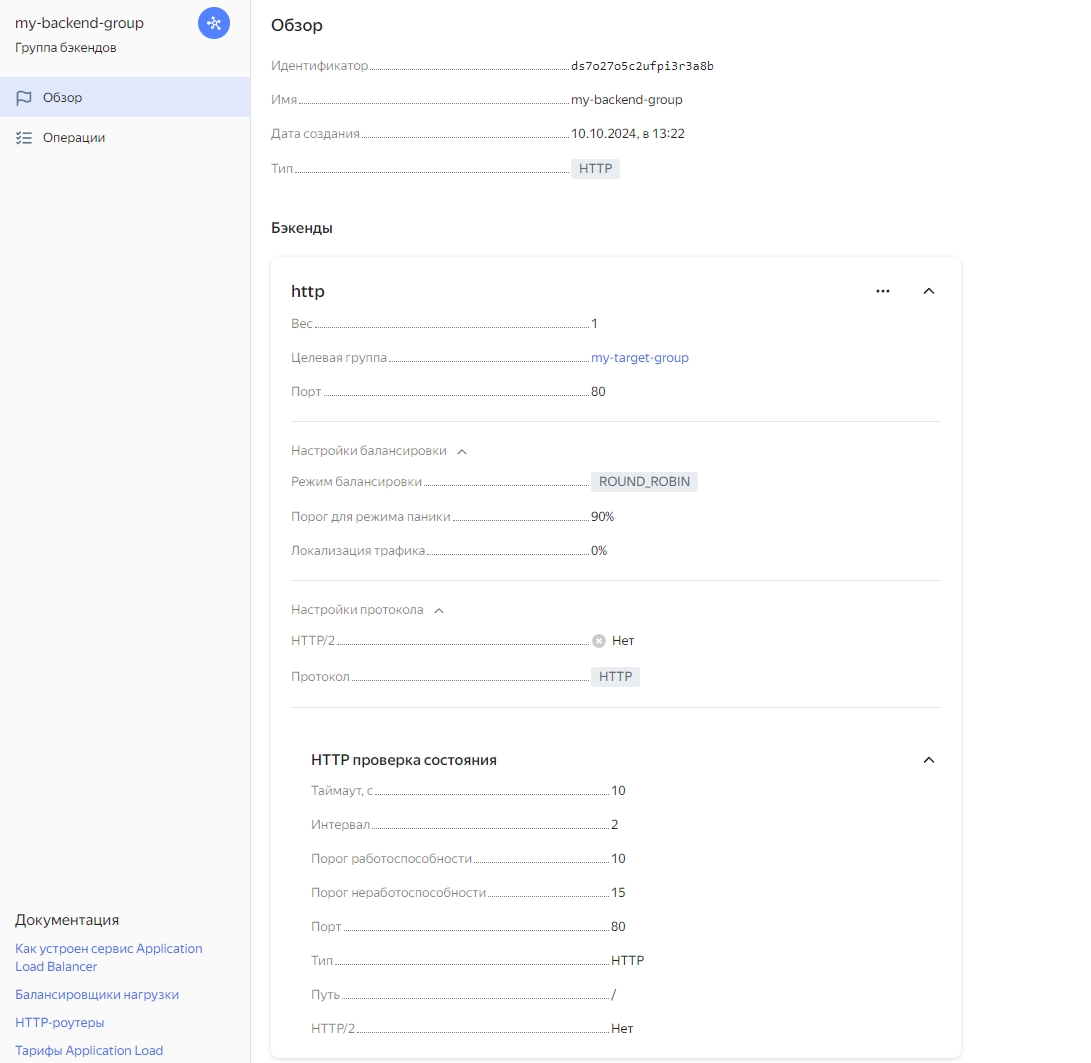 my-backend-group
Группа бэкендов
Обзор
Операции
Документация
Как устроен сервис Application
Load Balancer
Балансировщики нагрузки
HTTP-роутеры
Тарифы Application Load
Обзор
Идентификатор ds7o27o5c2ufpi3r3a8b
Имя my-backend-group
Дата создания 10.10.2024, в 13:22
Тип HTTP
Бэкенды
http
Вес 1
Целевая группа my-target-group
Порт 80
Настройки балансировки
Режим балансировки ROUND_ROBIN
Порог для режима паники 90%
Локализация трафика 0%
Настройки протокола
HTTP/2 Нет
Протокол HTTP
HTTP проверка состояния
Таймаут, с 10
Интервал 2
Порог работоспособности 10
Порог неработоспособности 15
Порт 80
Тип HTTP
Путь /
HTTP/2 Нет